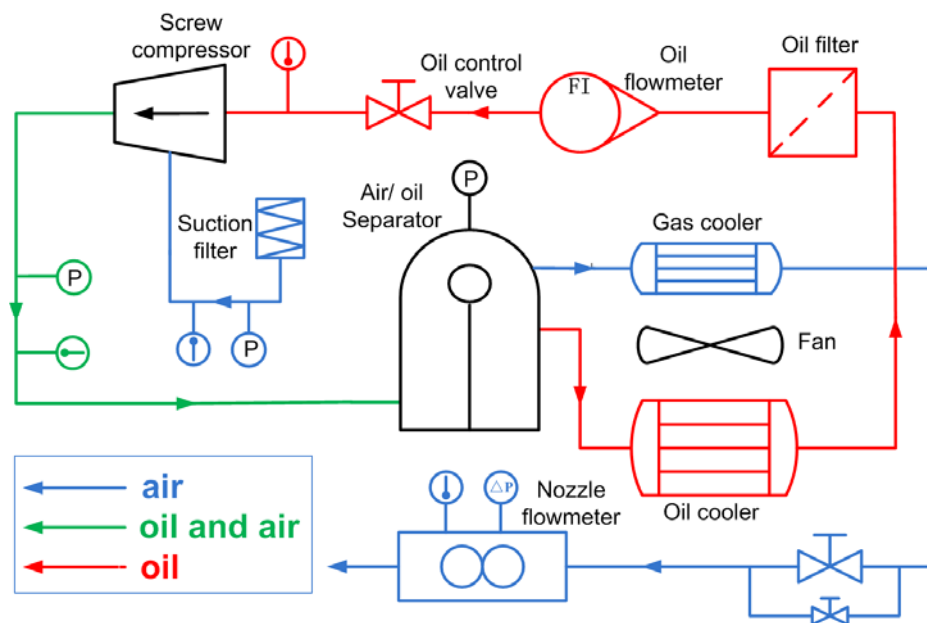 Screw
compressor
Oil control
valve
Oil
flowmeter
FI
Oil filter
Air/ oil
Separator
P
Suction
filter
Gas cooler
P
P
Fan
air
oil and air
oil
△P
Nozzle
flowmeter
Oil cooler